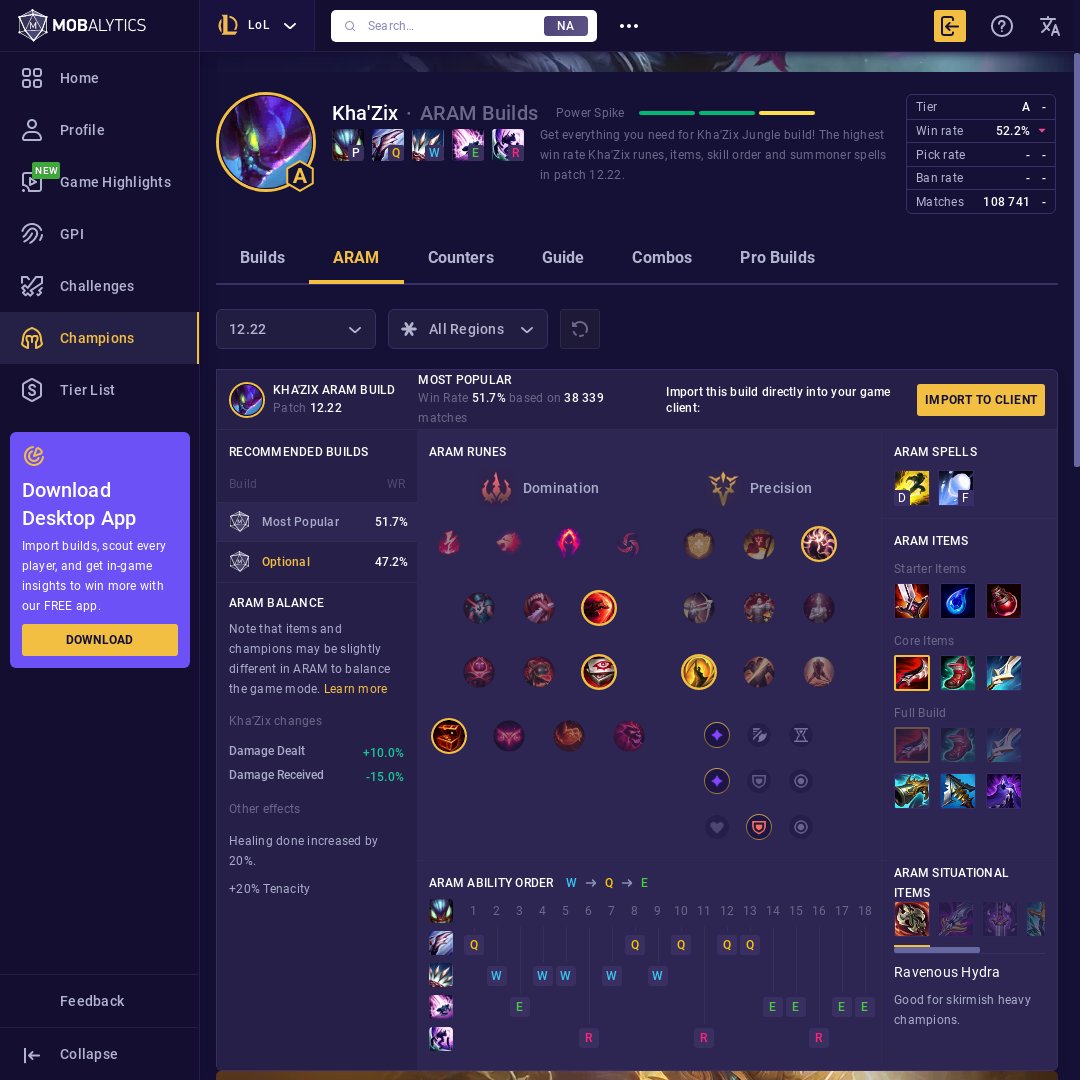 MOBALYTICS
LoL
Search...
NA
Home
Profile
NEW
Game Highlights
GPI
Challenges
Champions
Tier List
Download
Desktop App
Import builds, scout every
player, and get in-game
insights to win more with
our FREE app.
DOWNLOAD
Feedback
Collapse
A
Kha'Zix · ARAM Builds
P
Q
W
E
R
Power Spike
Get everything you need for Kha'Zix Jungle build! The highest
win rate Kha'Zix runes, items, skill order and summoner spells
in patch 12.22.
Tier A -
Win rate 52.2%
Pick rate - -
Ban rate - -
Matches 108 741 -
Builds
ARAM
Counters
Guide
Combos
Pro Builds
12.22
All Regions
KHA'ZIX ARAM BUILD
Patch 12.22
MOST POPULAR
Win Rate 51.7% based on 38 339
matches
Import this build directly into your game
client:
IMPORT TO CLIENT
RECOMMENDED BUILDS
Build WR
Most Popular 51.7%
Optional 47.2%
ARAM BALANCE
Note that items and
champions may be slightly
different in ARAM to balance
the game mode. Learn more
Kha'Zix changes
Damage Dealt +10.0%
Damage Received -15.0%
Other effects
Healing done increased by
20%.
+20% Tenacity
ARAM RUNES
Domination
Precision
ARAM ABILITY ORDER W → Q → E
1 2 3 4 5 6 7 8 9 10 11 12 13 14 15 16 17 18
Q Q Q Q Q
W W W W W
E E E E E
R R R
ARAM SPELLS
D
F
ARAM ITEMS
Starter Items
Core Items
Full Build
ARAM SITUATIONAL
ITEMS
Ravenous Hydra
Good for skirmish heavy
champions.